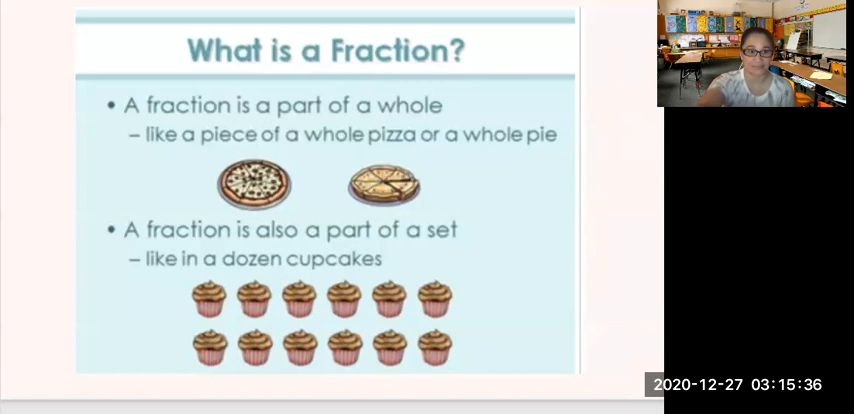 What is a Fraction?
• A fraction is a part of a whole
– like a piece of a whole pizza or a whole pie
• A fraction is also a part of a set
– like in a dozen cupcakes
2020-12-27 03:15:36